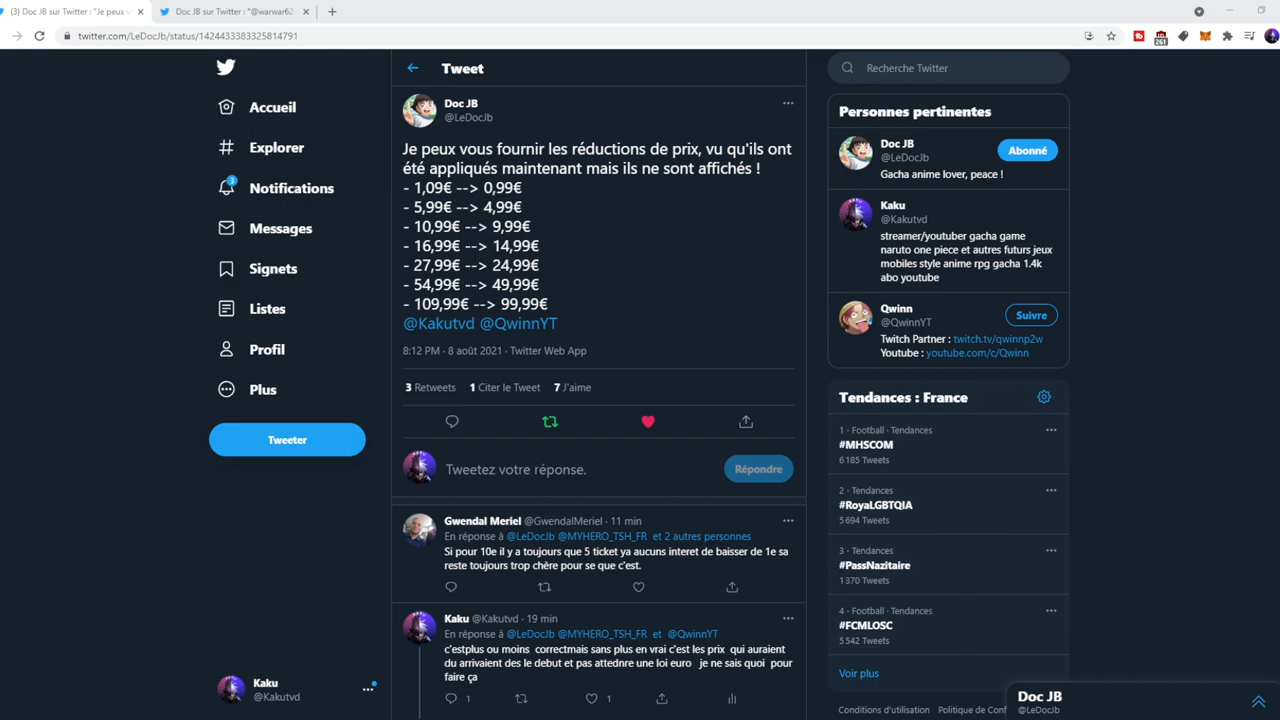 (3) Doc JB sur Twitter : "Je peux v
Doc JB sur Twitter : "@warwar62
twitter.com/LeDocJb/status/1424433383325814791
261
Accueil
Explorer
3
Notifications
Messages
Signets
Listes
Profil
Plus
Tweeter
Kaku
@Kakutvd
Tweet
Doc JB
@LeDocJb
Je peux vous fournir les réductions de prix, vu qu'ils ont
été appliqués maintenant mais ils ne sont affichés !
- 1,09€ --> 0,99€
- 5,99€ --> 4,99€
- 10,99€ --> 9,99€
- 16,99€ --> 14,99€
- 27,99€ --> 24,99€
- 54,99€ --> 49,99€
- 109,99€ --> 99,99€
@Kakutvd @QwinnYT
8:12 PM · 8 août 2021 · Twitter Web App
3 Retweets 1 Citer le Tweet 7 J'aime
Tweetez votre réponse.
Répondre
Gwendal Meriel @GwendalMeriel · 11 min
En réponse à @LeDocJb @MYHERO_TSH_FR et 2 autres personnes
Si pour 10e il y a toujours que 5 ticket ya aucuns interet de baisser de 1e sa
reste toujours trop chère pour se que c'est.
Kaku @Kakutvd · 19 min
En réponse à @LeDocJb @MYHERO_TSH_FR et @QwinnYT
c'estplus ou moins correctmais sans plus en vrai c'est les prix qui auraient
du arrivaient des le debut et pas attednre une loi euro je ne sais quoi pour
faire ça
1 1
Recherche Twitter
Personnes pertinentes
Doc JB
@LeDocJb
Abonné
Gacha anime lover, peace !
Kaku
@Kakutvd
streamer/youtuber gacha game
naruto one piece et autres futurs jeux
mobiles style anime rpg gacha 1.4k
abo youtube
Qwinn
@QwinnYT
Suivre
Twitch Partner : twitch.tv/qwinnp2w
Youtube : youtube.com/c/Qwinn
Tendances : France
1 · Football · Tendances
#MHSCOM
6 185 Tweets
2 · Tendances
#RoyaLGBTQIA
5 694 Tweets
3 · Tendances
#PassNazitaire
1 370 Tweets
4 · Football · Tendances
#FCMLOSC
5 542 Tweets
Voir plus
Conditions d'utilisation Politique de Conf
Doc JB
@LeDocJb